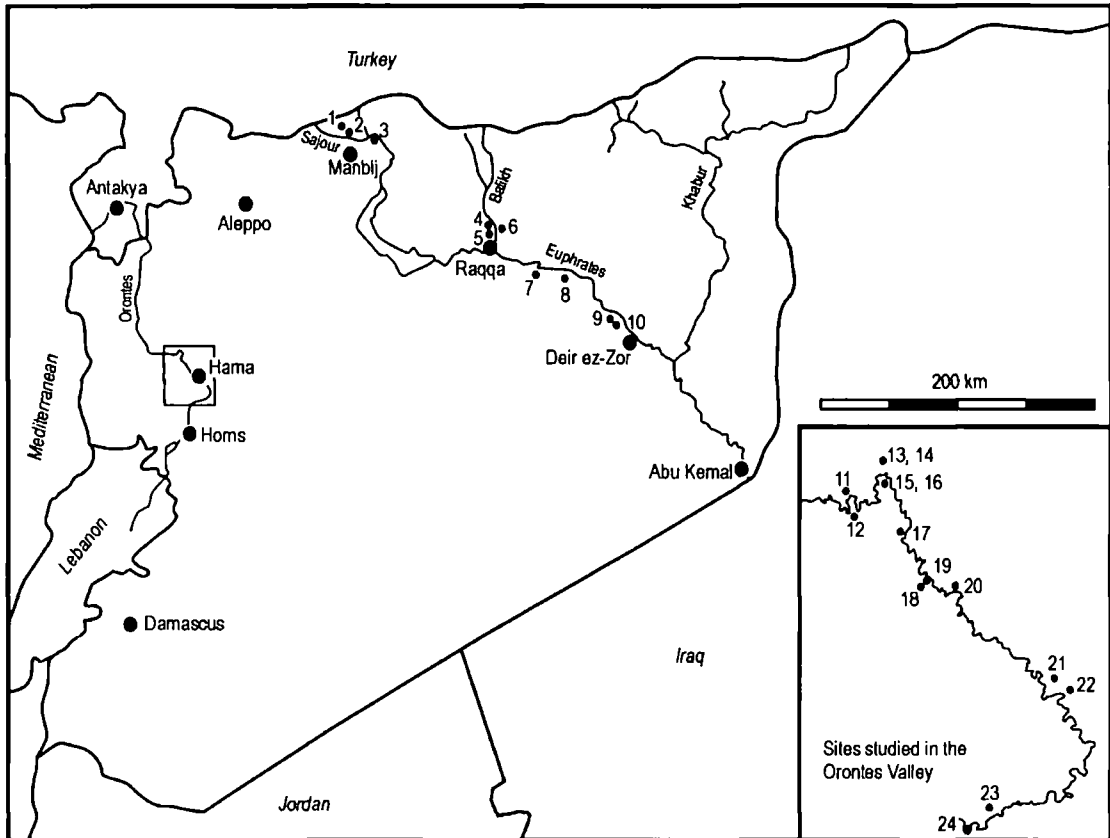 Turkey
1
2
3
Sajour
Manbij
Antakya
Aleppo
Balikh
Khabur
4
5
6
Raqqa
Euphrates
7
8
9
10
Deir ez-Zor
Orontes
Hama
Homs
Mediterranean
Lebanon
Damascus
Abu Kemal
200 km
Iraq
Jordan
13, 14
11
15, 16
12
17
19
18
20
21
22
Sites studied in the
Orontes Valley
23
24